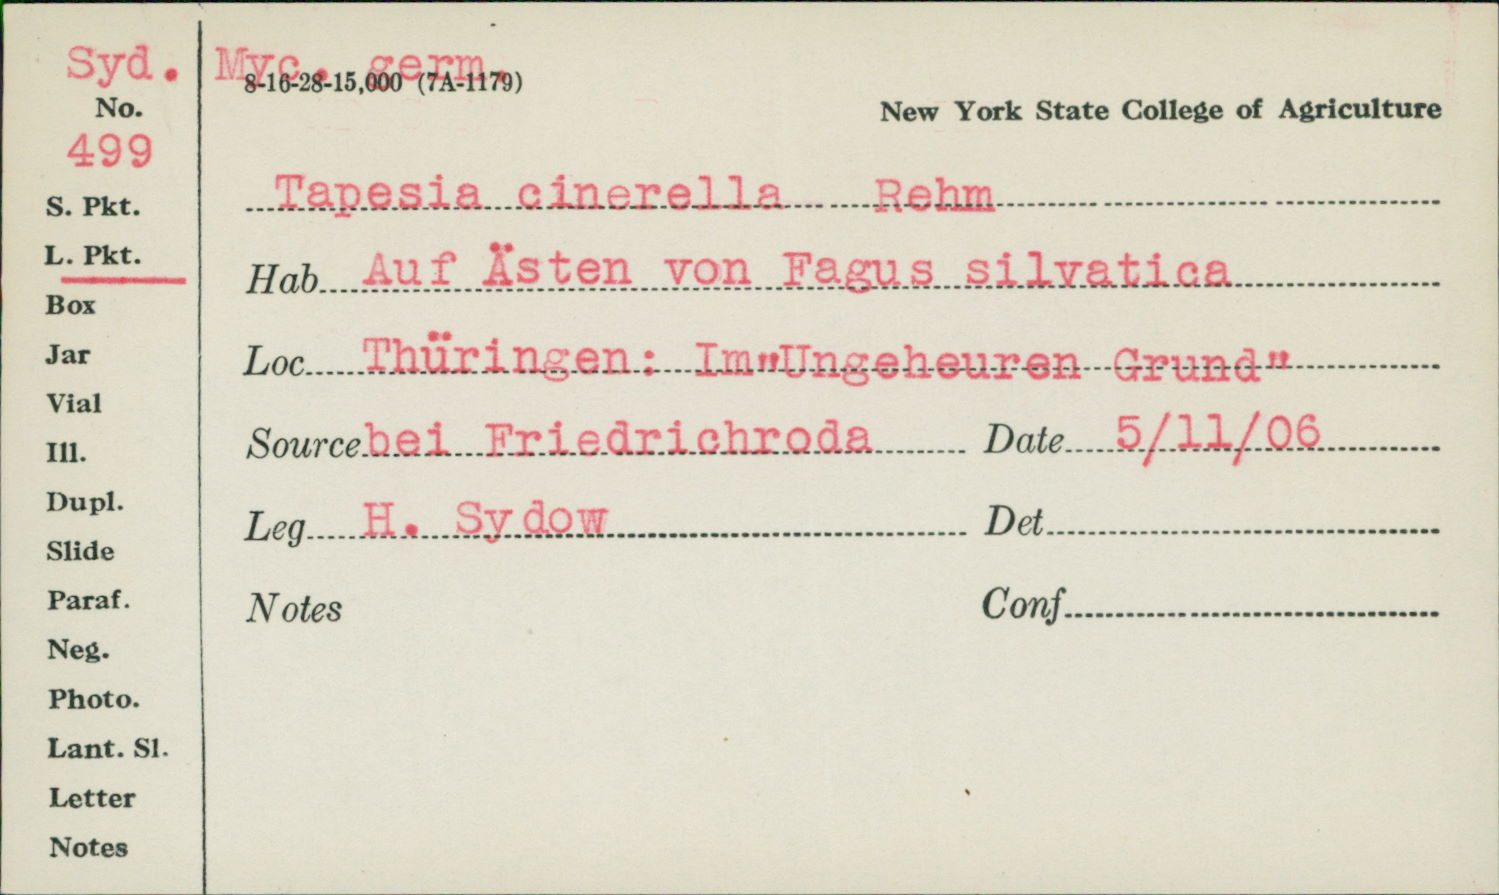 Syd. Myc. germ.
8-16-28-15,000 (7A-1179)
No.
New York State College of Agriculture
499
Tapesia cinerella Rehm
S. Pkt.
L. Pkt.
Hab. Auf Ästen von Fagus silvatica
Box
Jar
Loc. Thüringen: Im"Ungeheuren Grund"
Vial
Source bei Friedrichroda Date 5/11/06
Ill.
Dupl.
Leg. H. Sydow Det.
Slide
Paraf.
Notes Conf.
Neg.
Photo.
Lant. Sl.
Letter
Notes